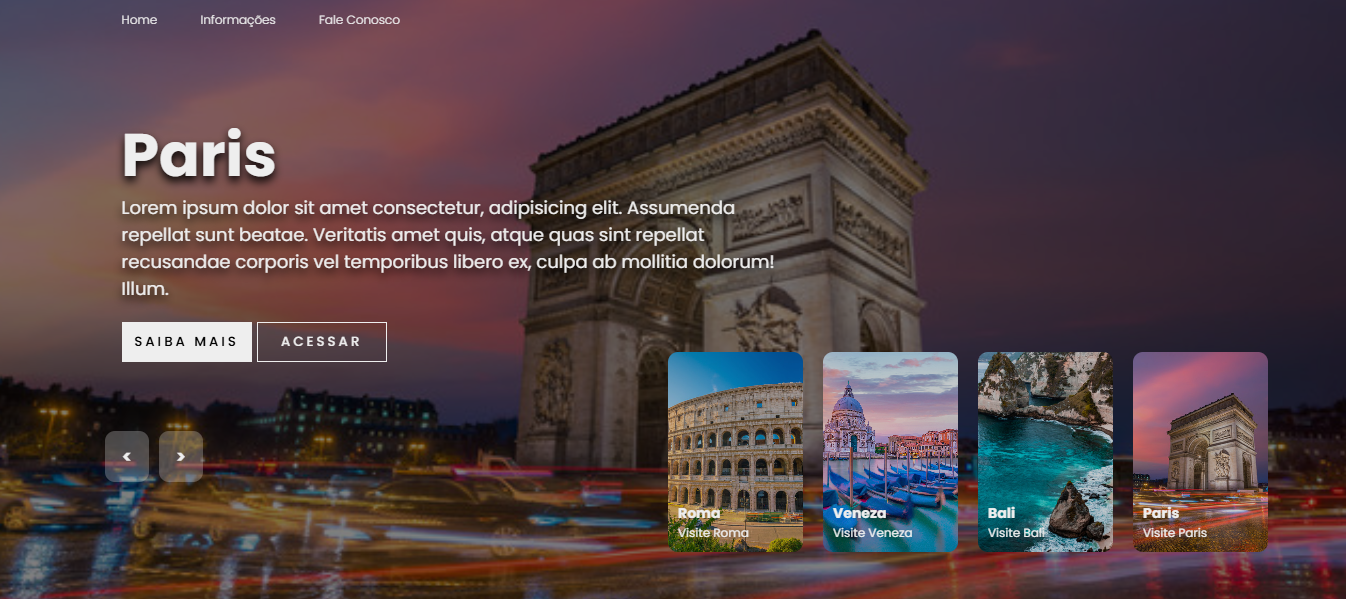 Home Informações Fale Conosco
Paris
Lorem ipsum dolor sit amet consectetur, adipisicing elit. Assumenda
repellat sunt beatae. Veritatis amet quis, atque quas sint repellat
recusandae corporis vel temporibus libero ex, culpa ab mollitia dolorum!
Illum.
SAIBA MAIS ACESSAR
< >
Roma
Visite Roma
Veneza
Visite Veneza
Bali
Visite Bali
Paris
Visite Paris